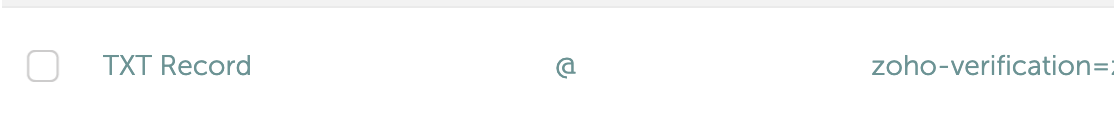 TXT Record @ zoho-verification=